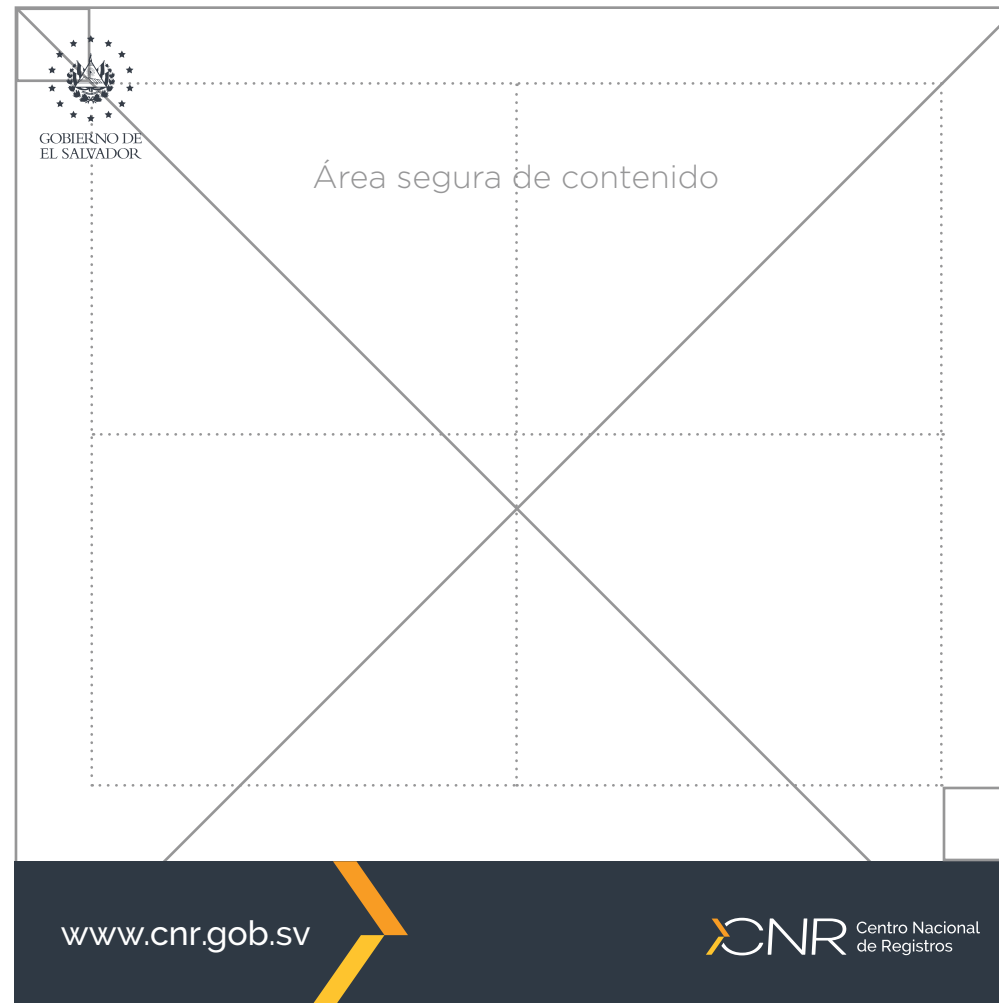 GOBIERNO DE
EL SALVADOR
Área segura de contenido
www.cnr.gob.sv
CNR
Centro Nacional
de Registros